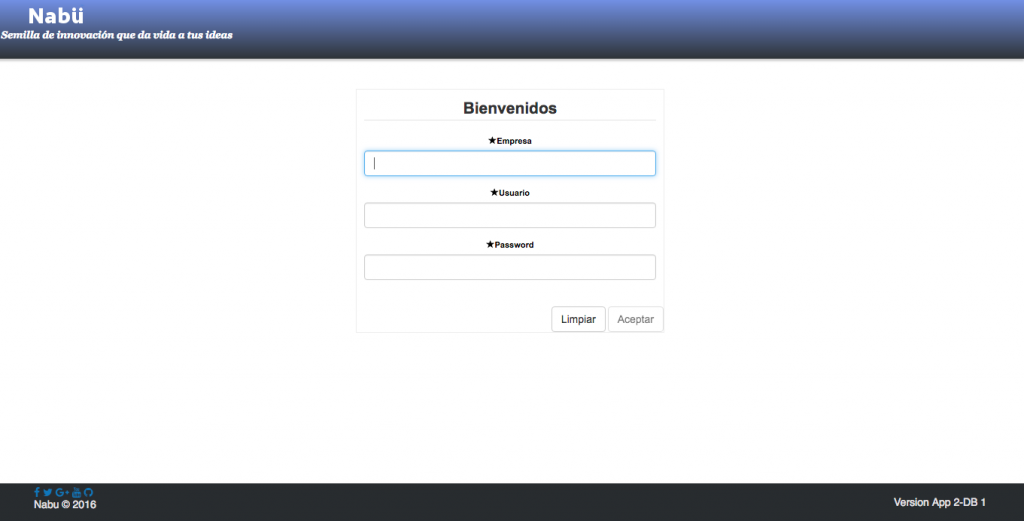 Nabü
Semilla de innovación que da vida a tus ideas
Bienvenidos
★Empresa
★Usuario
★Password
Limpiar Aceptar
Nabu © 2016
Version App 2-DB 1